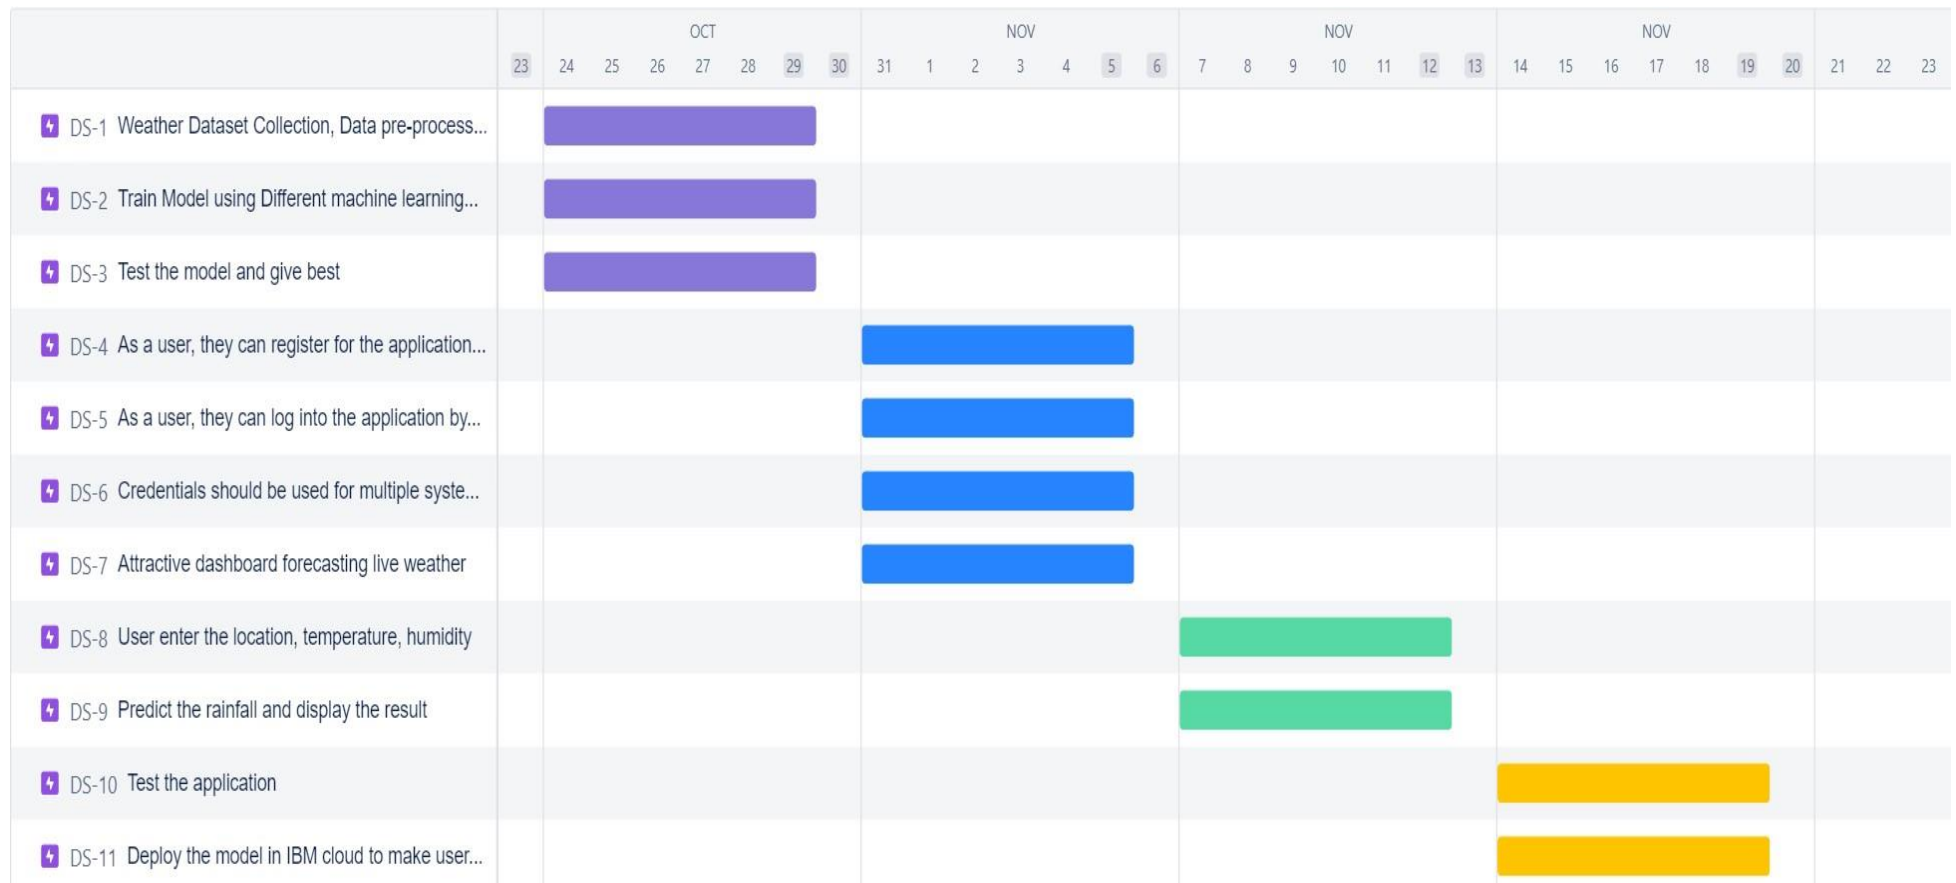 OCT NOV NOV NOV
23 24 25 26 27 28 29 30 31 1 2 3 4 5 6 7 8 9 10 11 12 13 14 15 16 17 18 19 20 21 22 23
DS-1 Weather Dataset Collection, Data pre-process...
DS-2 Train Model using Different machine learning...
DS-3 Test the model and give best
DS-4 As a user, they can register for the application...
DS-5 As a user, they can log into the application by...
DS-6 Credentials should be used for multiple syste...
DS-7 Attractive dashboard forecasting live weather
DS-8 User enter the location, temperature, humidity
DS-9 Predict the rainfall and display the result
DS-10 Test the application
DS-11 Deploy the model in IBM cloud to make user...